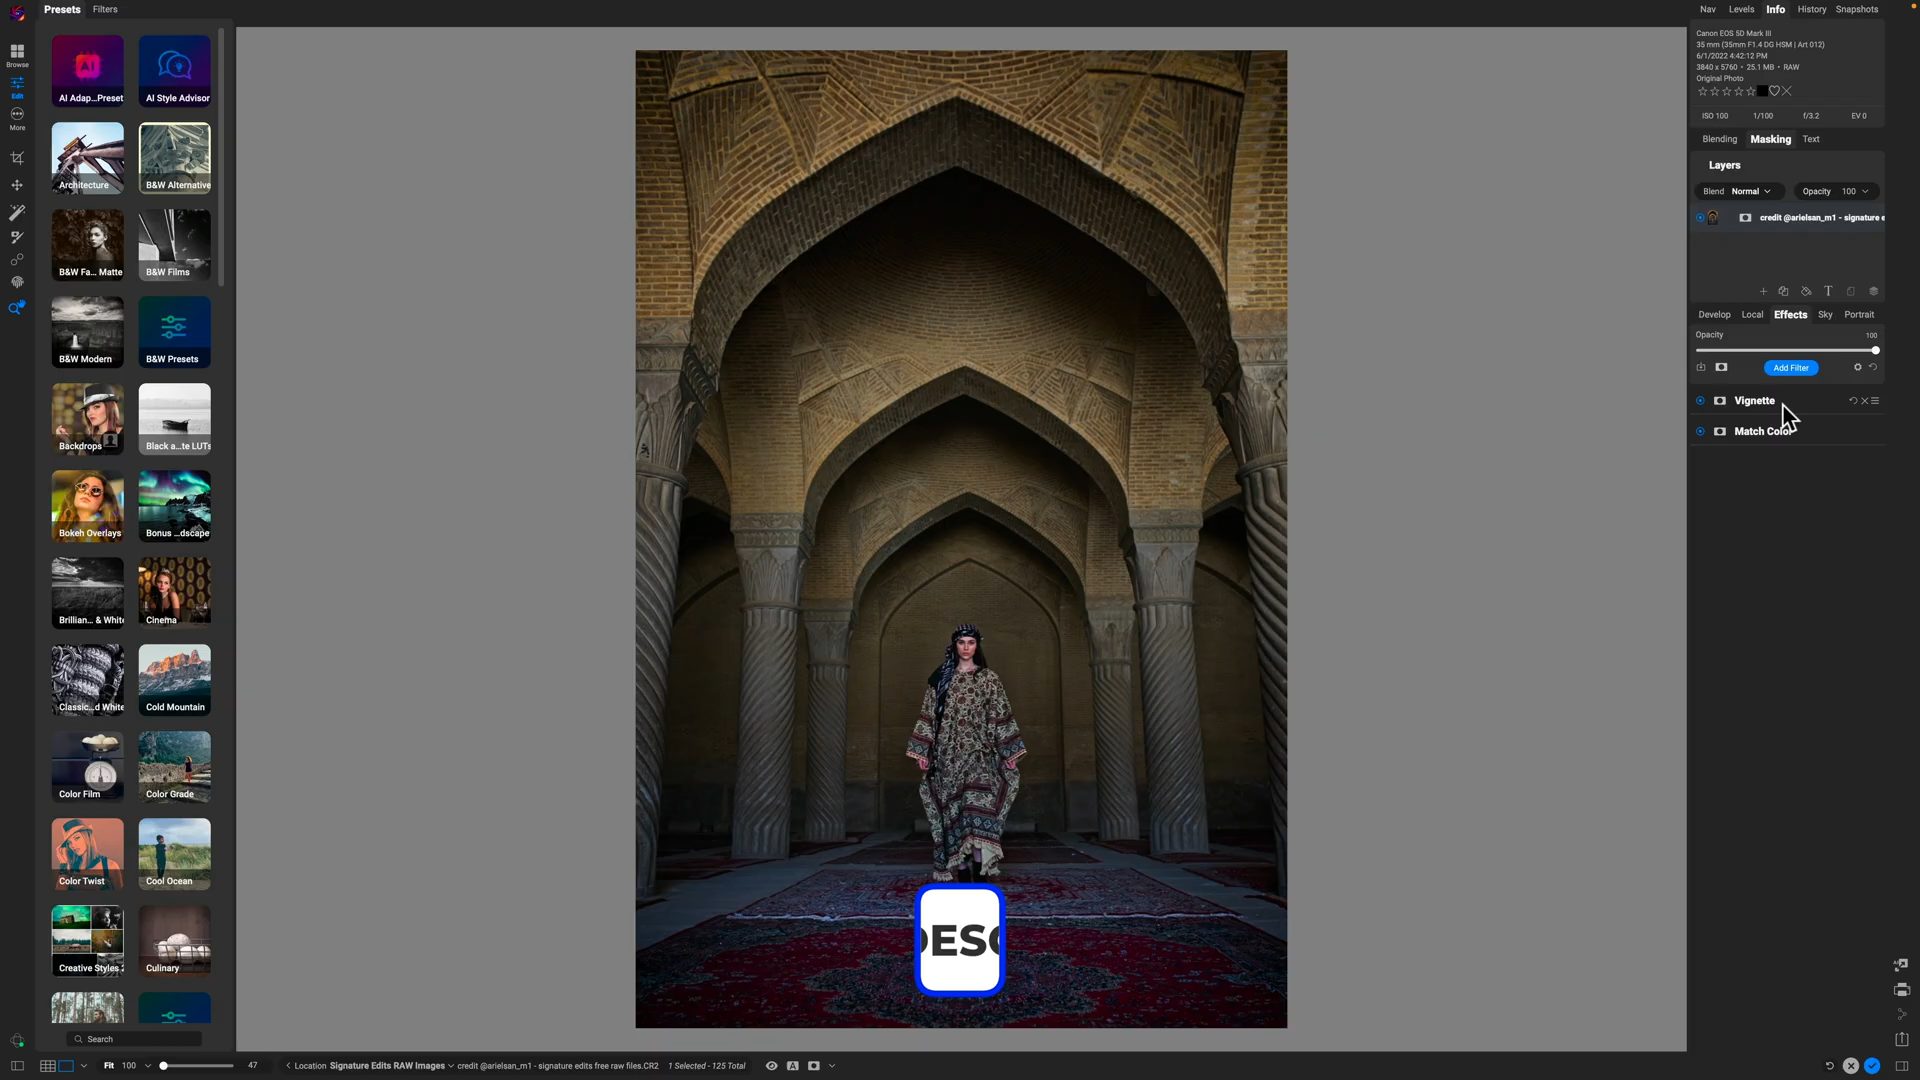 Presets Filters
Nav Levels Info History Snapshots
Canon EOS 5D Mark III
35 mm (35mm F1.4 DG HSM | Art 012)
6/1/2022 4:42:12 PM
3840 x 5760 • 25.1 MB • RAW
Original Photo
ISO 100 1/100 f/3.2 EV 0
Blending Masking Text
Layers
Blend Normal Opacity 100
credit @arielsan_m1 - signature e
Develop Local Effects Sky Portrait
Opacity 100
Add Filter
Vignette
Match Color
Browse
Edit
More
AI Adap...Preset AI Style Advisor
AI
Architecture B&W Alternative
B&W Fa... Matte B&W Films
B&W Modern B&W Presets
Backdrops Black a...te LUTs
Bokeh Overlays Bonus ...dscape
Brillian... & White Cinema
Classic...d White Cold Mountain
Color Film Color Grade
Color Twist Cool Ocean
Creative Styles 2 Culinary
Search
DESC
Fit 100 47 Location Signature Edits RAW Images credit @arielsan_m1 - signature edits free raw files.CR2 1 Selected - 125 Total
A